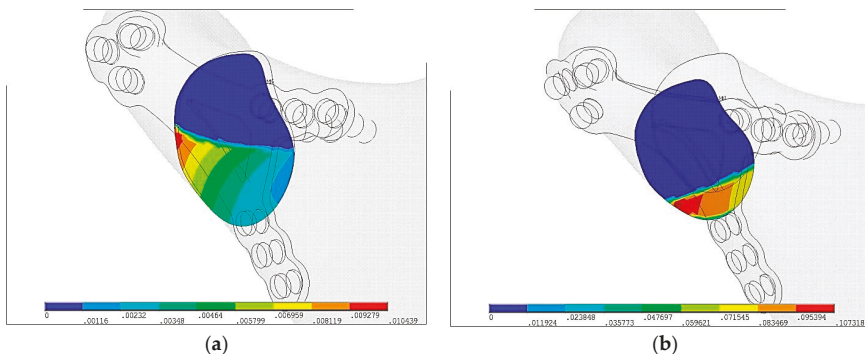 0 .00232 .00464 .006959 .009279
.00116 .00348 .005799 .008119 .010439
(a)
0 .023848 .047697 .071545 .095394
.011924 .035773 .059621 .083469 .107318
(b)